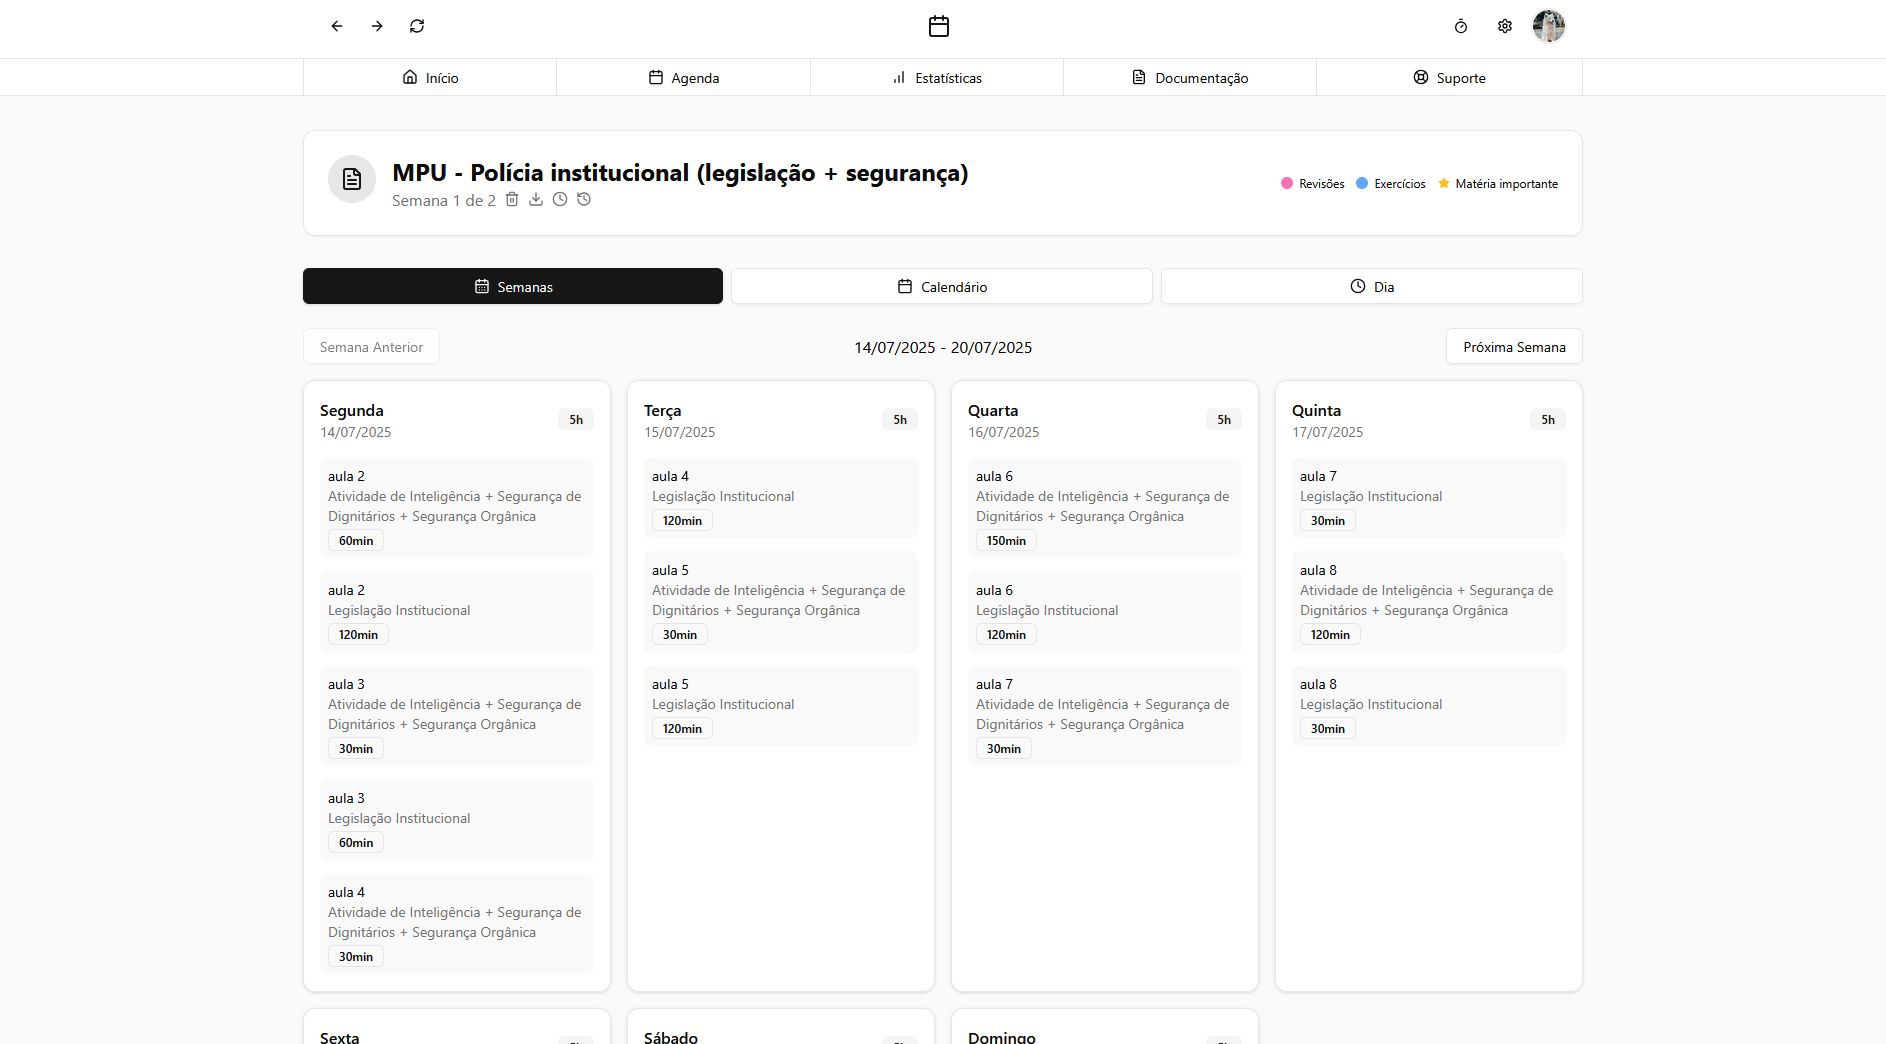 Início
Agenda
Estatísticas
Documentação
Suporte
MPU - Polícia institucional (legislação + segurança)
Semana 1 de 2
Revisões
Exercícios
Matéria importante
Semanas
Calendário
Dia
Semana Anterior
14/07/2025 - 20/07/2025
Próxima Semana
Segunda
5h
14/07/2025
aula 2
Atividade de Inteligência + Segurança de
Dignitários + Segurança Orgânica
60min
aula 2
Legislação Institucional
120min
aula 3
Atividade de Inteligência + Segurança de
Dignitários + Segurança Orgânica
30min
aula 3
Legislação Institucional
60min
aula 4
Atividade de Inteligência + Segurança de
Dignitários + Segurança Orgânica
30min
Terça
5h
15/07/2025
aula 4
Legislação Institucional
120min
aula 5
Atividade de Inteligência + Segurança de
Dignitários + Segurança Orgânica
30min
aula 5
Legislação Institucional
120min
Quarta
5h
16/07/2025
aula 6
Atividade de Inteligência + Segurança de
Dignitários + Segurança Orgânica
150min
aula 6
Legislação Institucional
120min
aula 7
Atividade de Inteligência + Segurança de
Dignitários + Segurança Orgânica
30min
Quinta
5h
17/07/2025
aula 7
Legislação Institucional
30min
aula 8
Atividade de Inteligência + Segurança de
Dignitários + Segurança Orgânica
120min
aula 8
Legislação Institucional
30min
Sexta
Sábado
Domingo